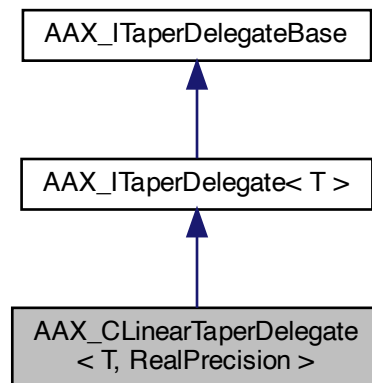 AAX_ITaperDelegateBase
AAX_ITaperDelegate< T >
AAX_CLinearTaperDelegate
< T, RealPrecision >